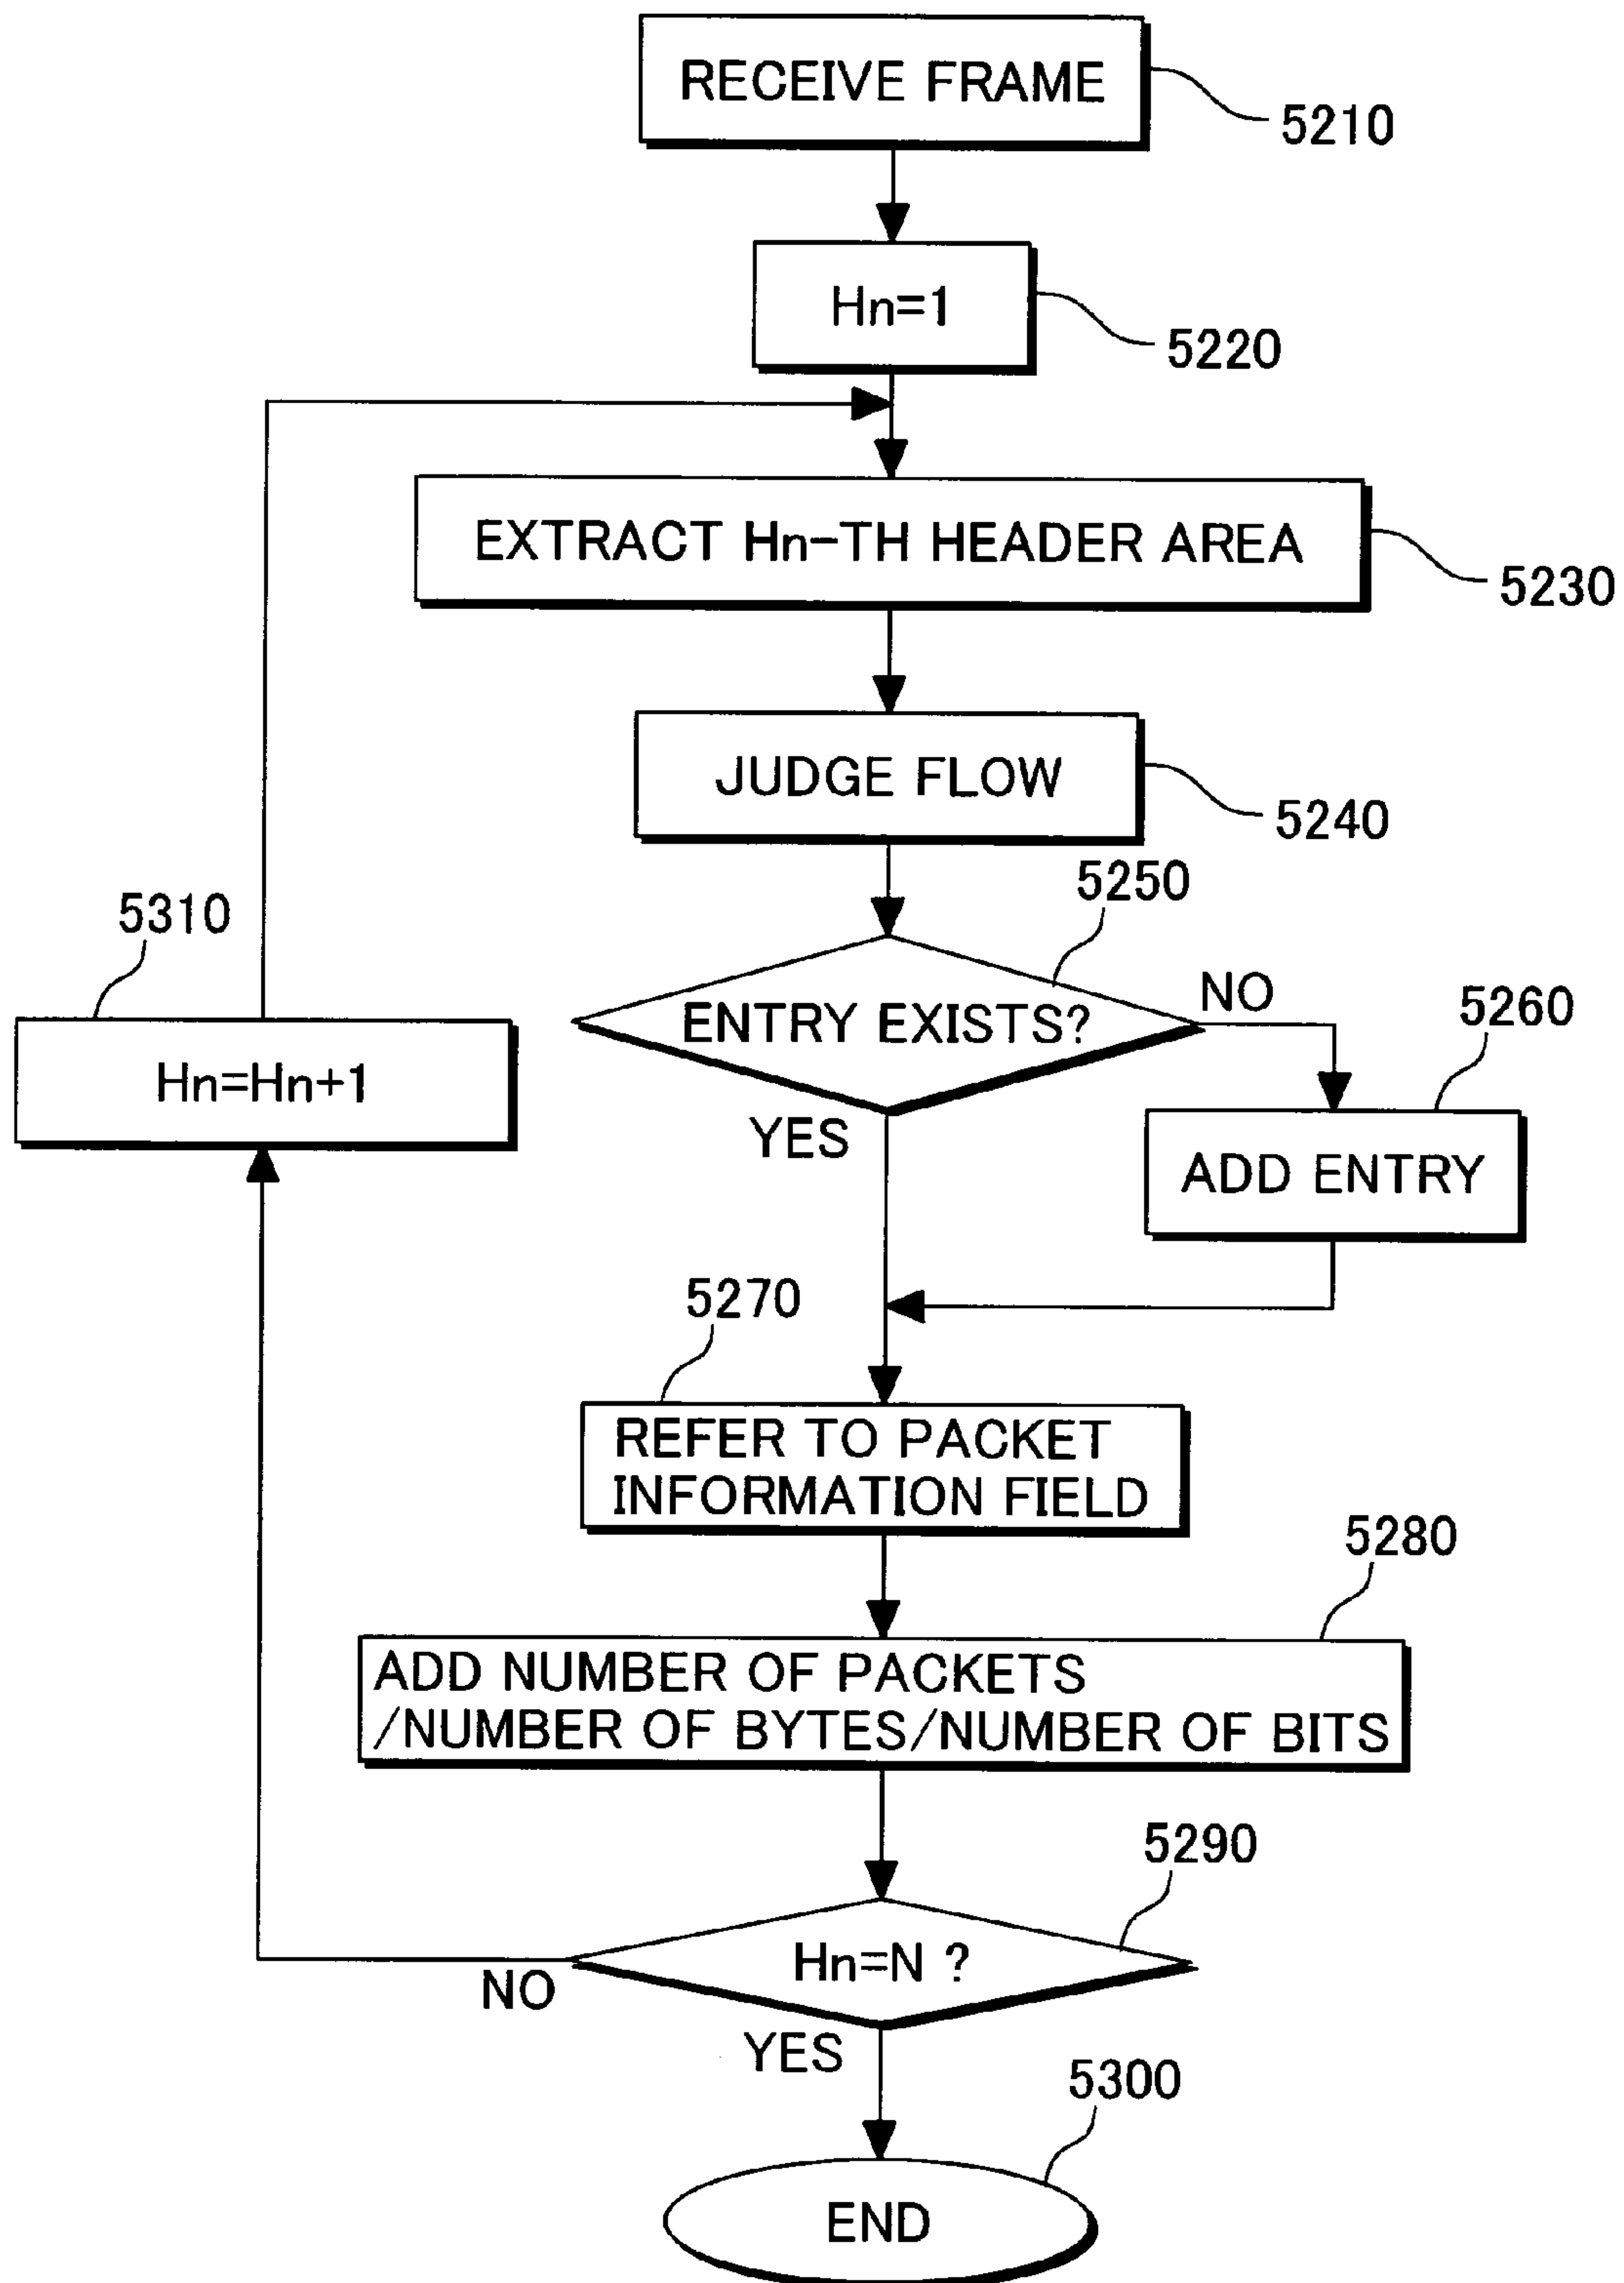 RECEIVE FRAME
5210
Hn=1
5220
EXTRACT Hn-TH HEADER AREA
5230
JUDGE FLOW
5240
5250
ENTRY EXISTS?
NO
5260
ADD ENTRY
YES
5310
Hn=Hn+1
5270
REFER TO PACKET
INFORMATION FIELD
5280
ADD NUMBER OF PACKETS
/NUMBER OF BYTES/NUMBER OF BITS
5290
Hn=N ?
NO
YES
5300
END